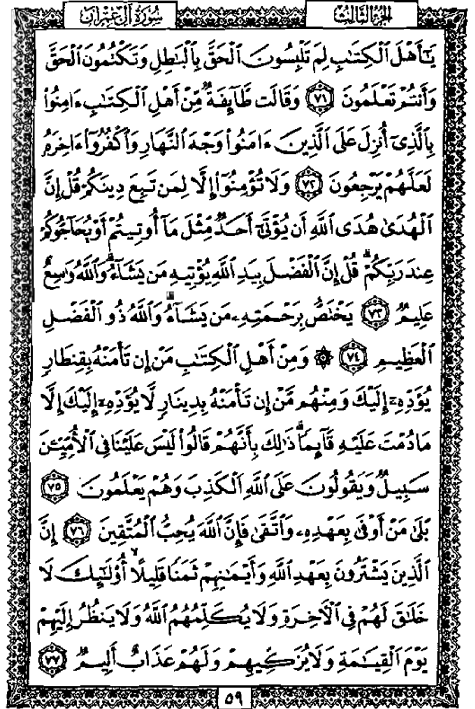 الجزء الثالث
سورة آل عمران
يَٰٓأَهْلَ ٱلْكِتَٰبِ لِمَ تَلْبِسُونَ ٱلْحَقَّ بِٱلْبَٰطِلِ وَتَكْتُمُونَ ٱلْحَقَّ
وَأَنتُمْ تَعْلَمُونَ ٧١ وَقَالَت طَّآئِفَةٌ مِّنْ أَهْلِ ٱلْكِتَٰبِ ءَامِنُوا۟
بِٱلَّذِىٓ أُنزِلَ عَلَى ٱلَّذِينَ ءَامَنُوا۟ وَجْهَ ٱلنَّهَارِ وَٱكْفُرُوٓا۟ ءَاخِرَهُۥ
لَعَلَّهُمْ يَرْجِعُونَ ٧٢ وَلَا تُؤْمِنُوٓا۟ إِلَّا لِمَن تَبِعَ دِينَكُمْ قُلْ إِنَّ
ٱلْهُدَىٰ هُدَى ٱللَّهِ أَن يُؤْتَىٰٓ أَحَدٌ مِّثْلَ مَآ أُوتِيتُمْ أَوْ يُحَآجُّوكُمْ
عِندَ رَبِّكُمْ ۗ قُلْ إِنَّ ٱلْفَضْلَ بِيَدِ ٱللَّهِ يُؤْتِيهِ مَن يَشَآءُ ۗ وَٱللَّهُ وَٰسِعٌ
عَلِيمٌ ٧٣ يَخْتَصُّ بِرَحْمَتِهِۦ مَن يَشَآءُ ۗ وَٱللَّهُ ذُو ٱلْفَضْلِ
ٱلْعَظِيمِ ٧٤ ۞ وَمِنْ أَهْلِ ٱلْكِتَٰبِ مَنْ إِن تَأْمَنْهُ بِقِنطَارٍ
يُؤَدِّهِۦٓ إِلَيْكَ وَمِنْهُم مَّنْ إِن تَأْمَنْهُ بِدِينَارٍ لَّا يُؤَدِّهِۦٓ إِلَيْكَ إِلَّا
مَا دُمْتَ عَلَيْهِ قَآئِمًا ۗ ذَٰلِكَ بِأَنَّهُمْ قَالُوا۟ لَيْسَ عَلَيْنَا فِى ٱلْأُمِّيِّۦنَ
سَبِيلٌ وَيَقُولُونَ عَلَى ٱللَّهِ ٱلْكَذِبَ وَهُمْ يَعْلَمُونَ ٧٥
بَلَىٰ مَنْ أَوْفَىٰ بِعَهْدِهِۦ وَٱتَّقَىٰ فَإِنَّ ٱللَّهَ يُحِبُّ ٱلْمُتَّقِينَ ٧٦ إِنَّ
ٱلَّذِينَ يَشْتَرُونَ بِعَهْدِ ٱللَّهِ وَأَيْمَٰنِهِمْ ثَمَنًا قَلِيلًا أُو۟لَٰٓئِكَ لَا
خَلَٰقَ لَهُمْ فِى ٱلْءَاخِرَةِ وَلَا يُكَلِّمُهُمُ ٱللَّهُ وَلَا يَنظُرُ إِلَيْهِمْ
يَوْمَ ٱلْقِيَٰمَةِ وَلَا يُزَكِّيهِمْ وَلَهُمْ عَذَابٌ أَلِيمٌ ٧٧
٥٩